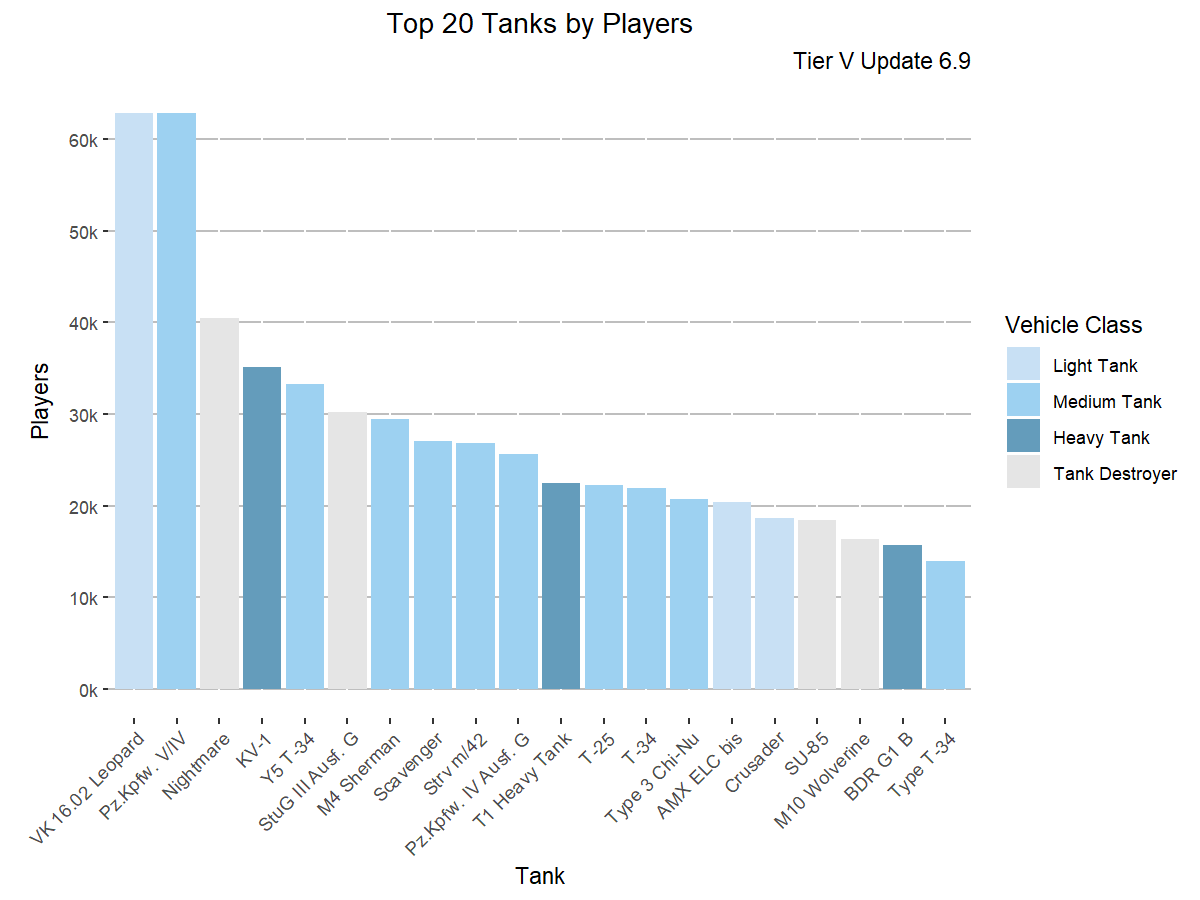 Top 20 Tanks by Players
Tier V Update 6.9
Players
60k
50k
40k
30k
20k
10k
0k
VK 16.02 Leopard
Pz.Kpfw. V/IV
Nightmare
KV-1
Y5 T-34
StuG III Ausf. G
M4 Sherman
Scavenger
Strv m/42
Pz.Kpfw. IV Ausf. G
T1 Heavy Tank
T-25
T-34
Type 3 Chi-Nu
AMX ELC bis
Crusader
SU-85
M10 Wolverine
BDR G1 B
Type T-34
Tank
Vehicle Class
Light Tank
Medium Tank
Heavy Tank
Tank Destroyer